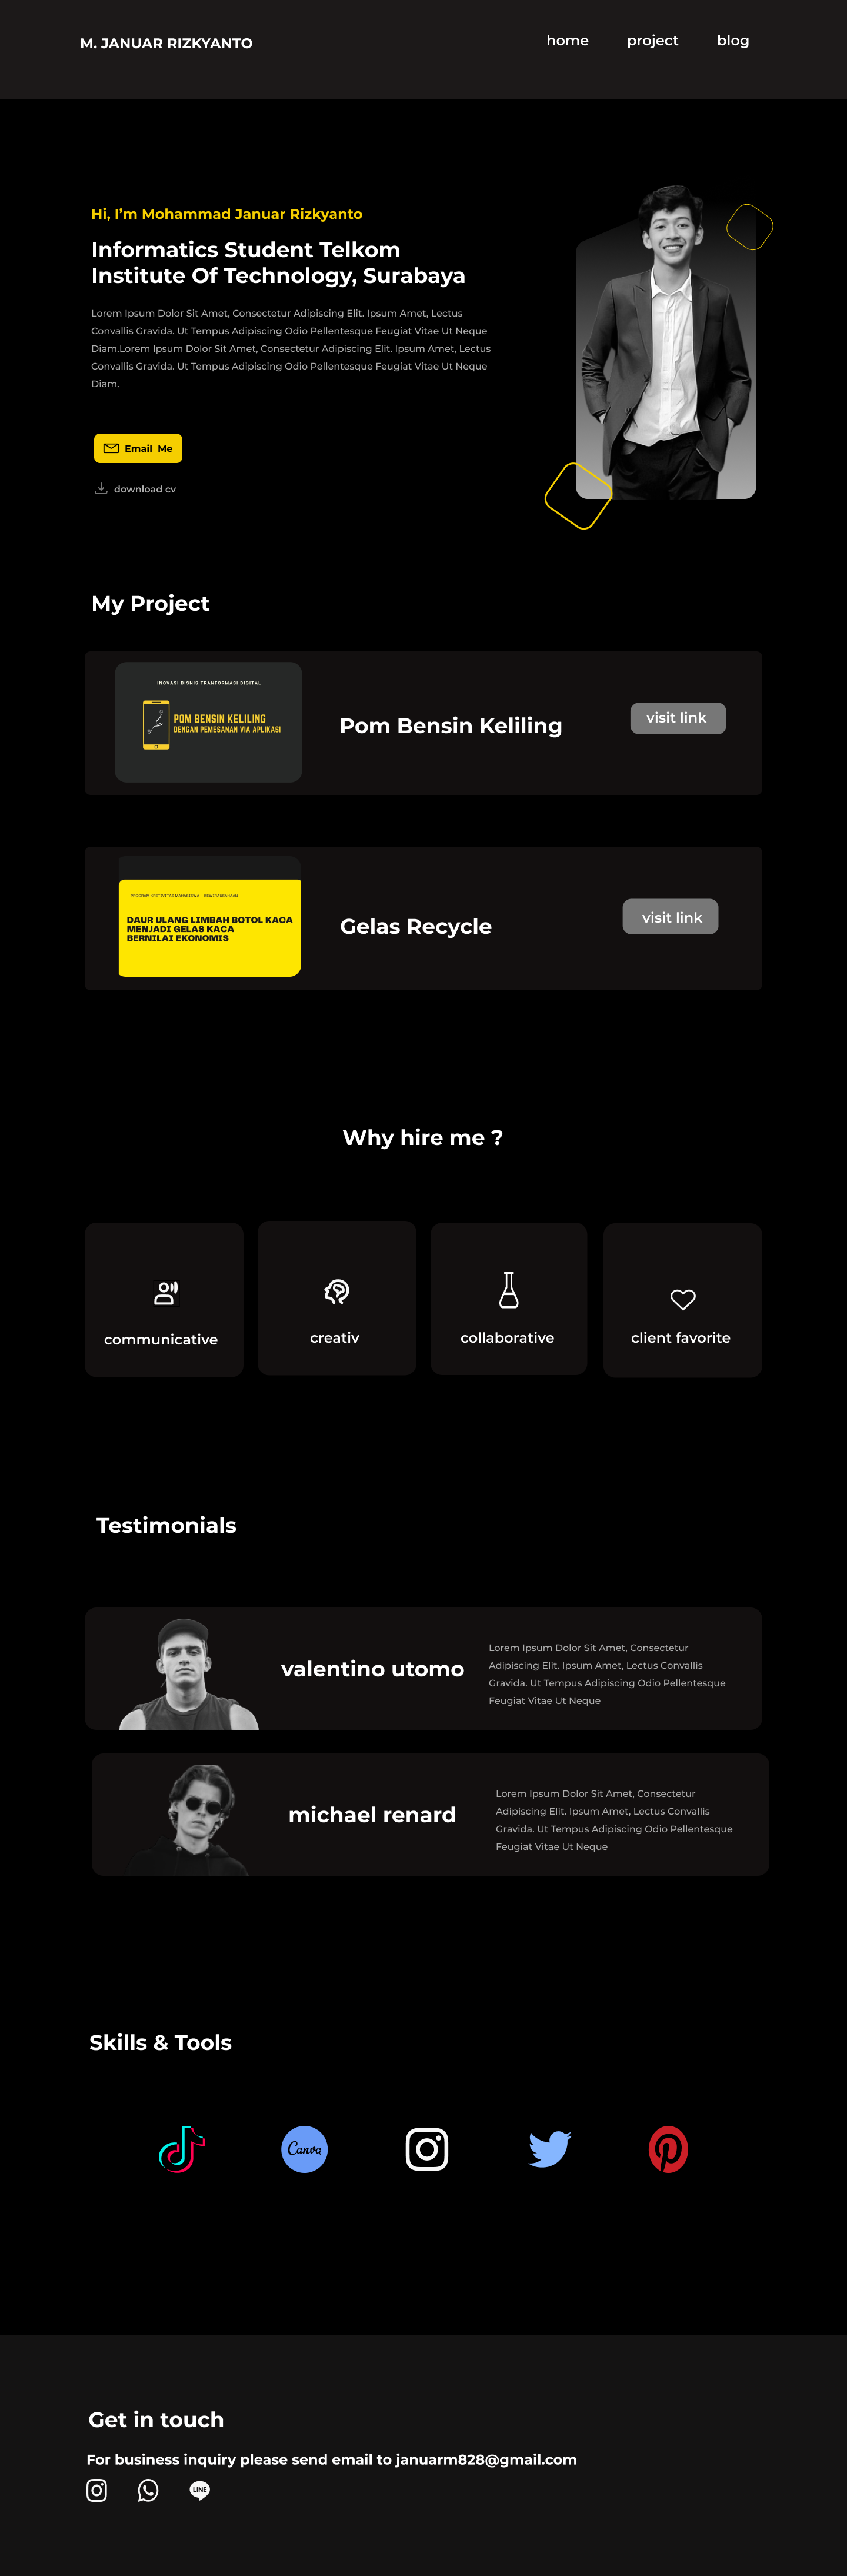 M. JANUAR RIZKYANTO
home project blog
Hi, I'm Mohammad Januar Rizkyanto
Informatics Student Telkom
Institute Of Technology, Surabaya
Lorem Ipsum Dolor Sit Amet, Consectetur Adipiscing Elit. Ipsum Amet, Lectus
Convallis Gravida. Ut Tempus Adipiscing Odio Pellentesque Feugiat Vitae Ut Neque
Diam.Lorem Ipsum Dolor Sit Amet, Consectetur Adipiscing Elit. Ipsum Amet, Lectus
Convallis Gravida. Ut Tempus Adipiscing Odio Pellentesque Feugiat Vitae Ut Neque
Diam.
Email Me
download cv
My Project
INOVASI BISNIS TRANFORMASI DIGITAL
POM BENSIN KELILING
DENGAN PEMESANAN VIA APLIKASI
Pom Bensin Keliling
visit link
PROGRAM KRETIVITAS MAHASISWA - KEWIRAUSAHAAN
DAUR ULANG LIMBAH BOTOL KACA
MENJADI GELAS KACA
BERNILAI EKONOMIS
Gelas Recycle
visit link
Why hire me ?
communicative
creativ
collaborative
client favorite
Testimonials
valentino utomo
Lorem Ipsum Dolor Sit Amet, Consectetur
Adipiscing Elit. Ipsum Amet, Lectus Convallis
Gravida. Ut Tempus Adipiscing Odio Pellentesque
Feugiat Vitae Ut Neque
michael renard
Lorem Ipsum Dolor Sit Amet, Consectetur
Adipiscing Elit. Ipsum Amet, Lectus Convallis
Gravida. Ut Tempus Adipiscing Odio Pellentesque
Feugiat Vitae Ut Neque
Skills & Tools
Canva
Get in touch
For business inquiry please send email to januarm828@gmail.com
LINE